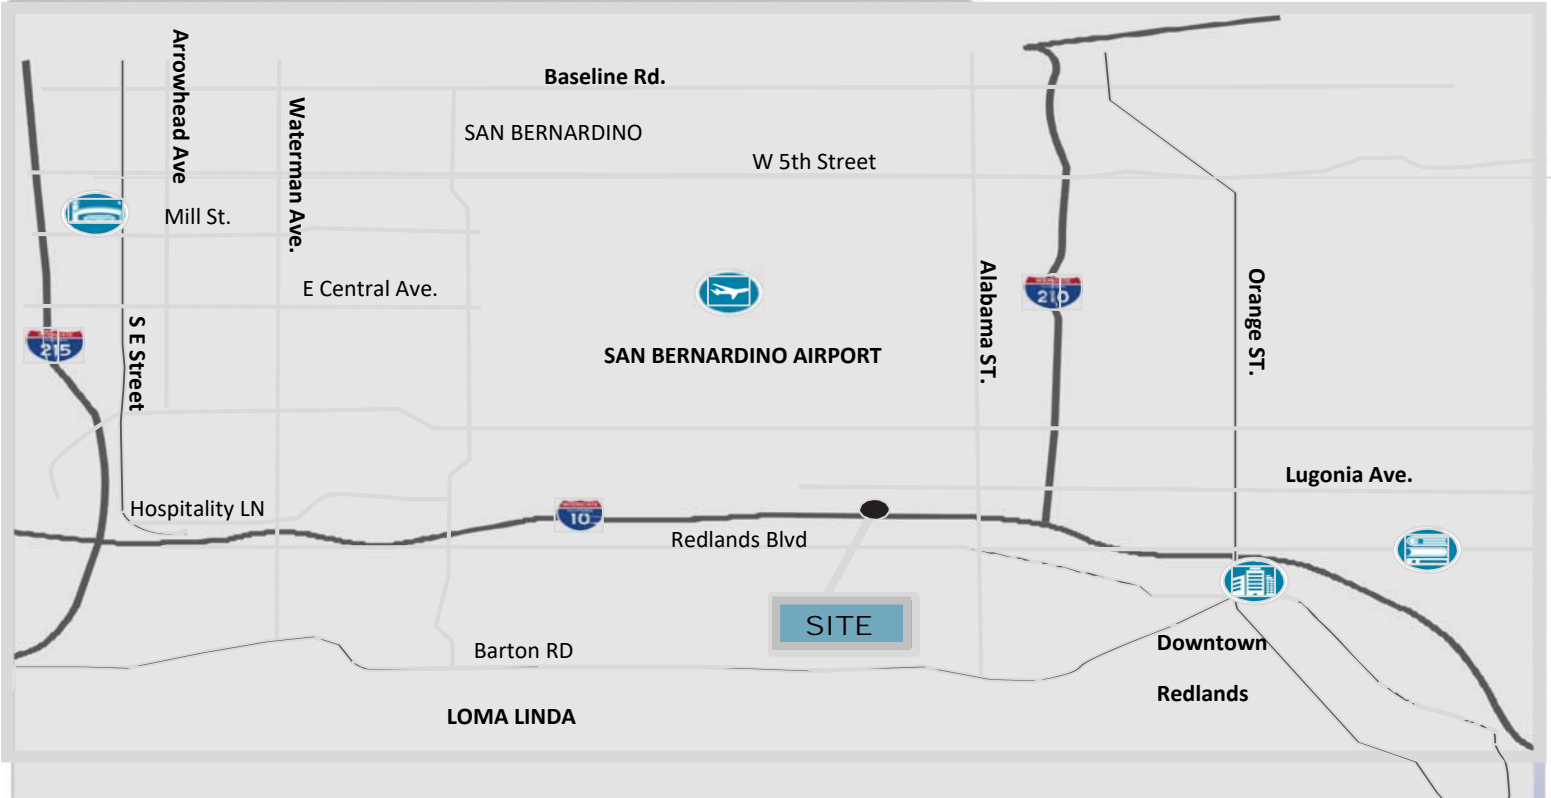 Baseline Rd.
Arrowhead Ave
Waterman Ave.
SAN BERNARDINO
W 5th Street
Mill St.
E Central Ave.
Alabama ST.
210
Orange ST.
S E Street
215
SAN BERNARDINO AIRPORT
Lugonia Ave.
Hospitality LN
10
Redlands Blvd
SITE
Barton RD
Downtown
Redlands
LOMA LINDA